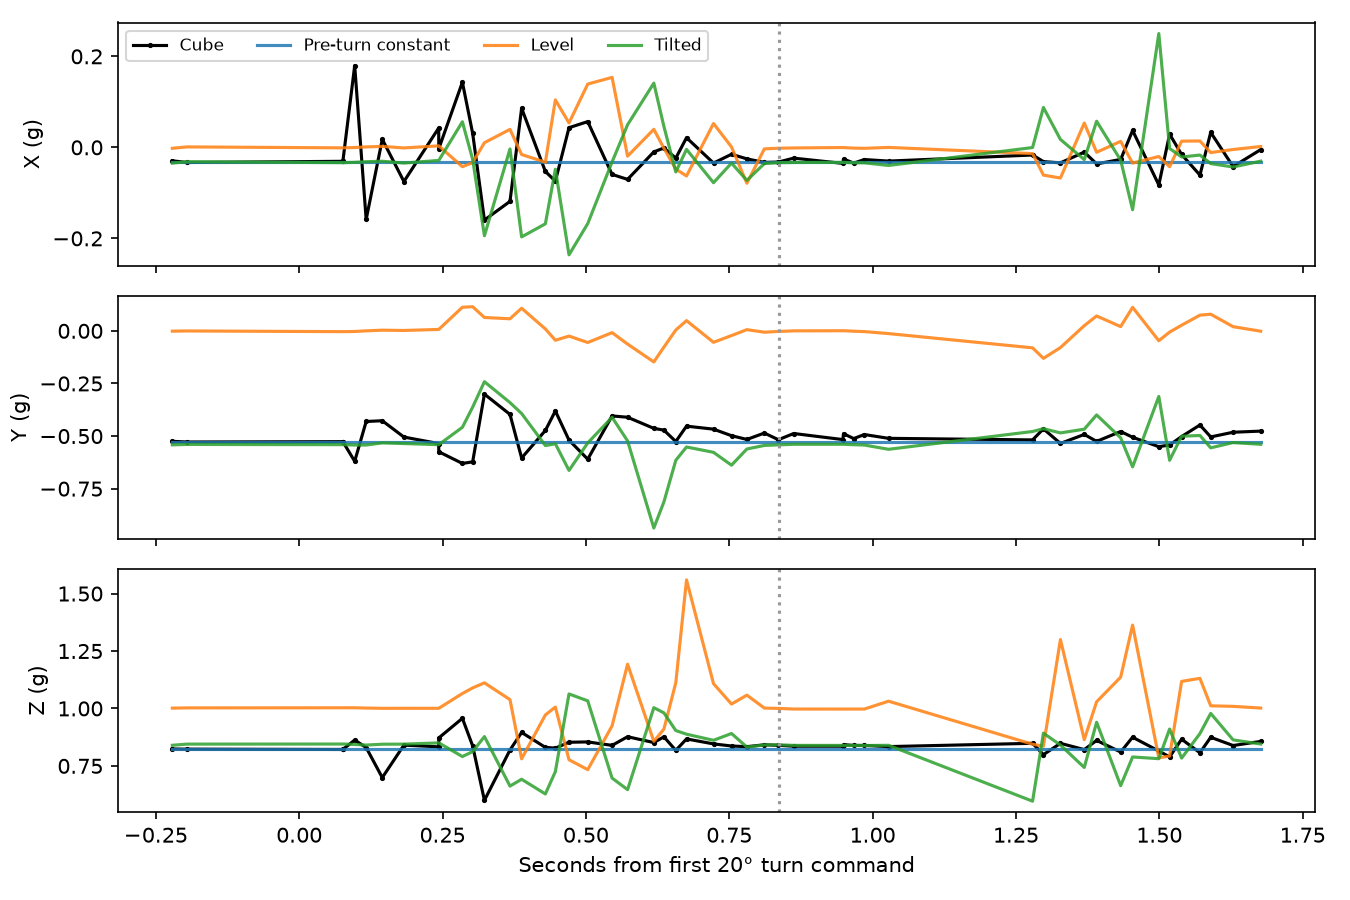 Cube Pre-turn constant Level Tilted
0.2
0.0
−0.2
X (g)
0.00
−0.25
−0.50
−0.75
Y (g)
1.50
1.25
1.00
0.75
Z (g)
−0.25 0.00 0.25 0.50 0.75 1.00 1.25 1.50 1.75
Seconds from first 20° turn command